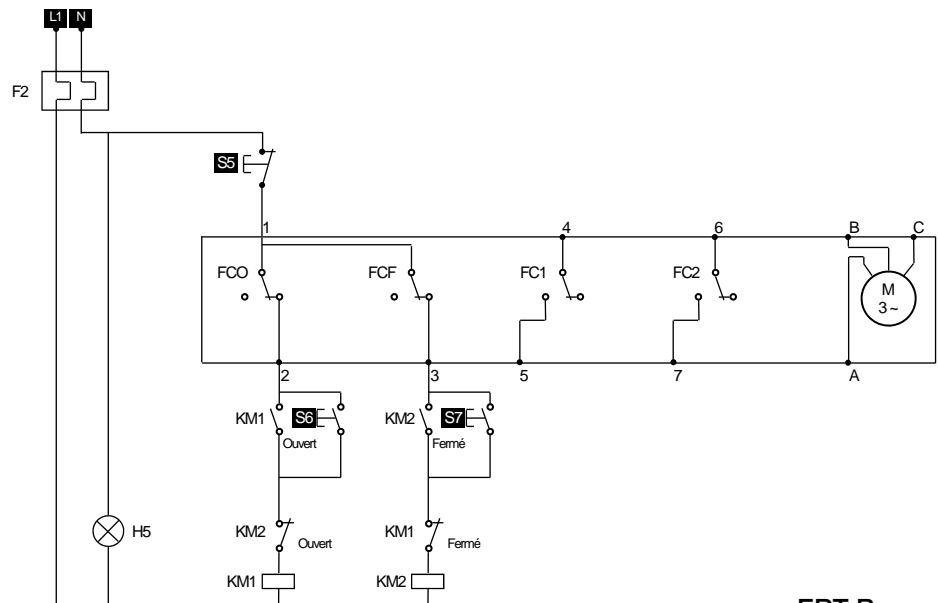 L1 N
F2
S5
1 4 6 B C
FCO FCF FC1 FC2 M
3 ~
2 3 5 7 A
KM1 S6 KM2 S7
Ouvert Fermé
H5 KM2 Ouvert KM1 Fermé
KM1 KM2